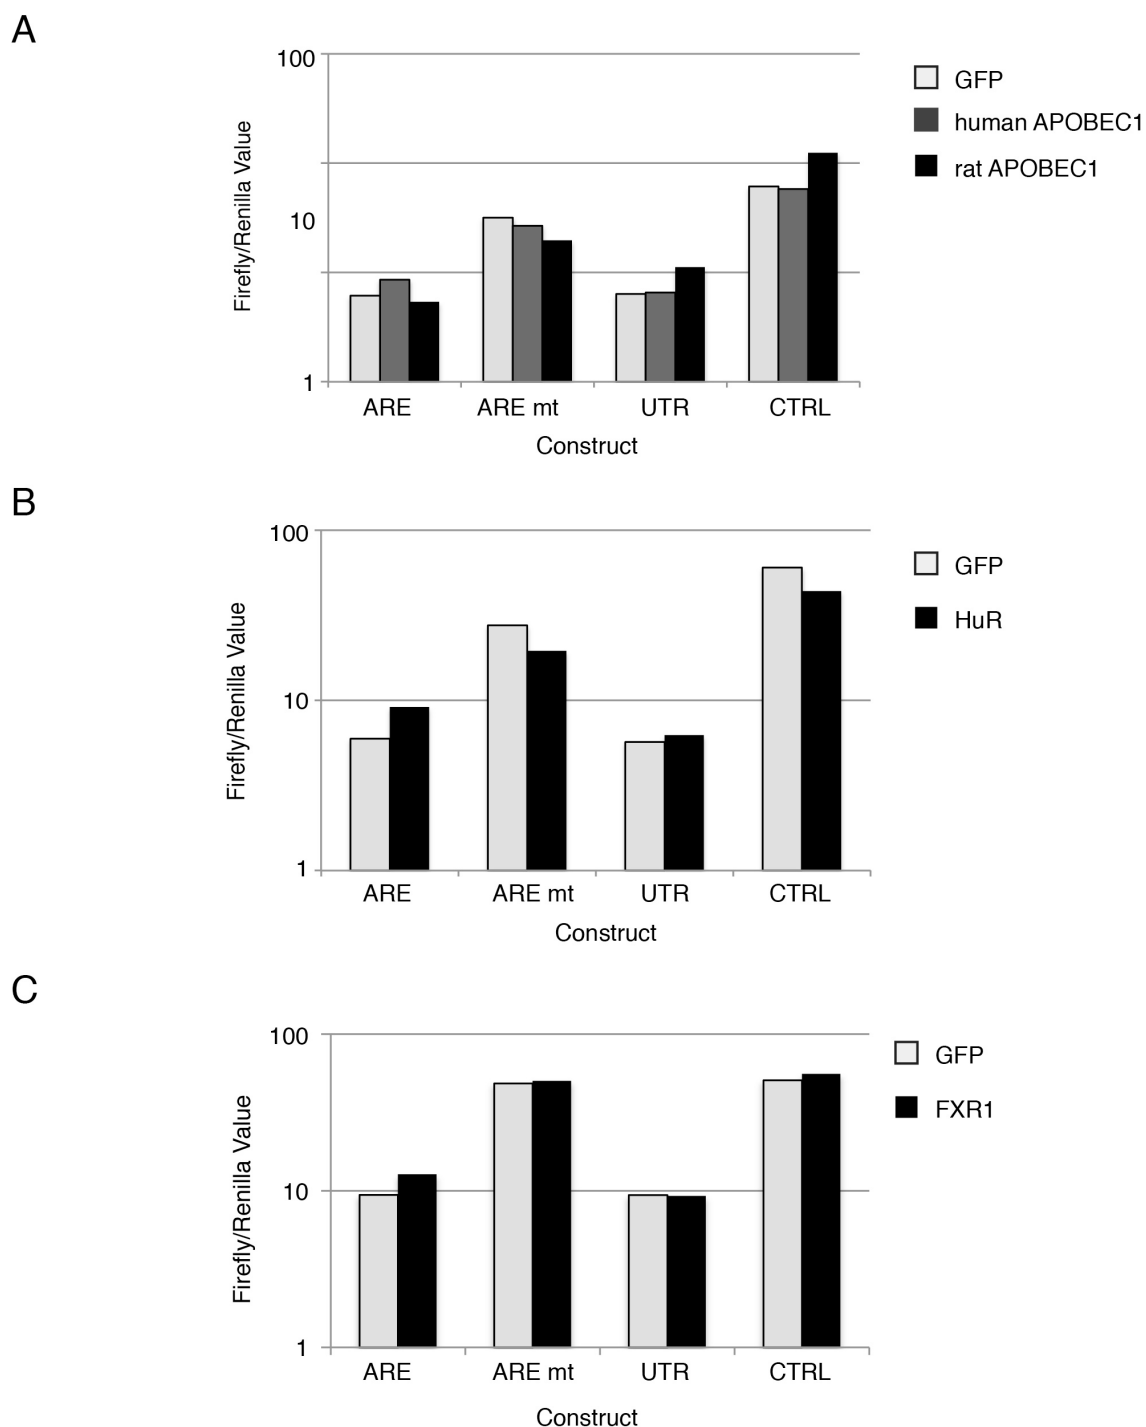 A
Firefly/Renilla Value
100
10
1
ARE ARE mt UTR CTRL
Construct
GFP
human APOBEC1
rat APOBEC1
B
Firefly/Renilla Value
100
10
1
ARE ARE mt UTR CTRL
Construct
GFP
HuR
C
Firefly/Renilla Value
100
10
1
ARE ARE mt UTR CTRL
Construct
GFP
FXR1